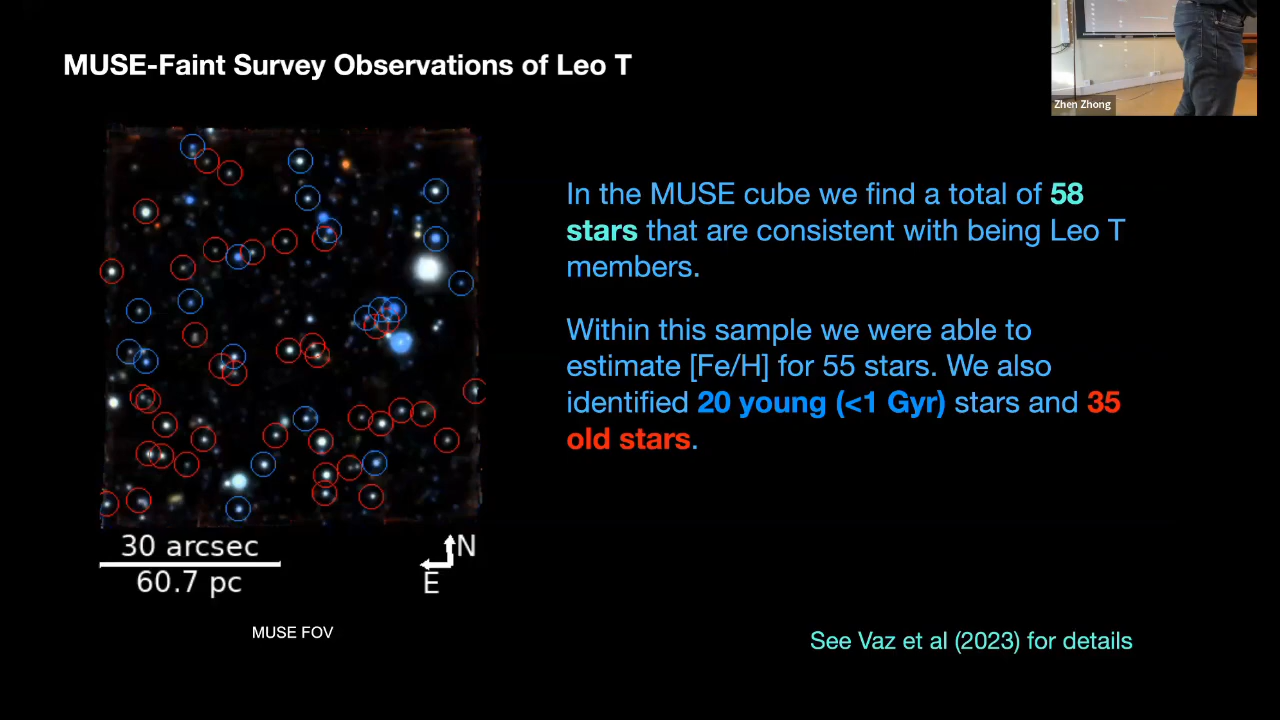 MUSE-Faint Survey Observations of Leo T
Zhen Zhong
In the MUSE cube we find a total of 58
stars that are consistent with being Leo T
members.
Within this sample we were able to
estimate [Fe/H] for 55 stars. We also
identified 20 young (<1 Gyr) stars and 35
old stars.
30 arcsec
60.7 pc
N
E
MUSE FOV
See Vaz et al (2023) for details